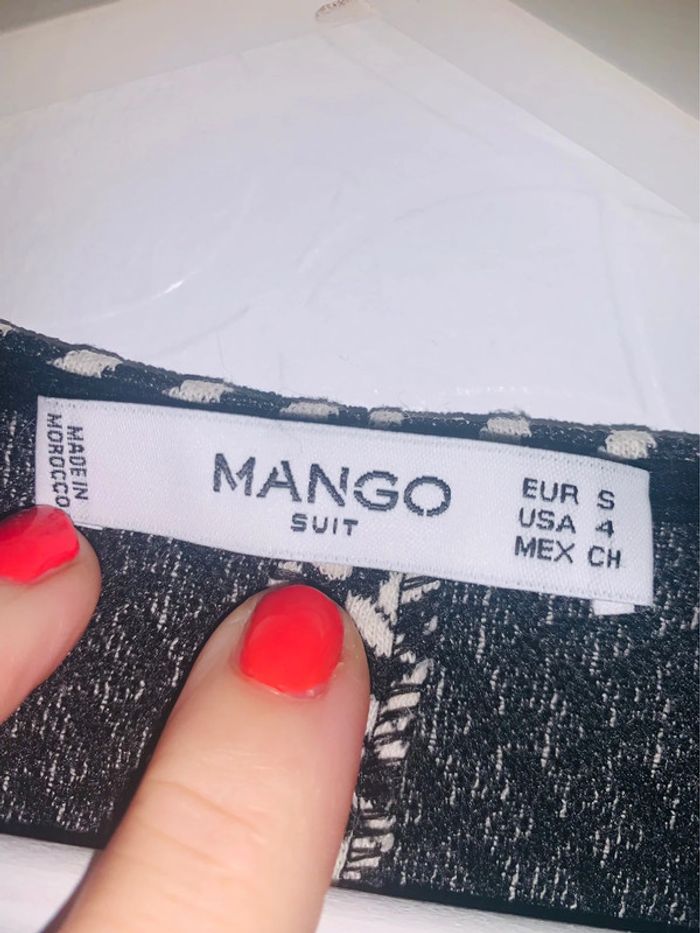 MADE IN
MOROCCO
MANGO
SUIT
EUR S
USA 4
MEX CH